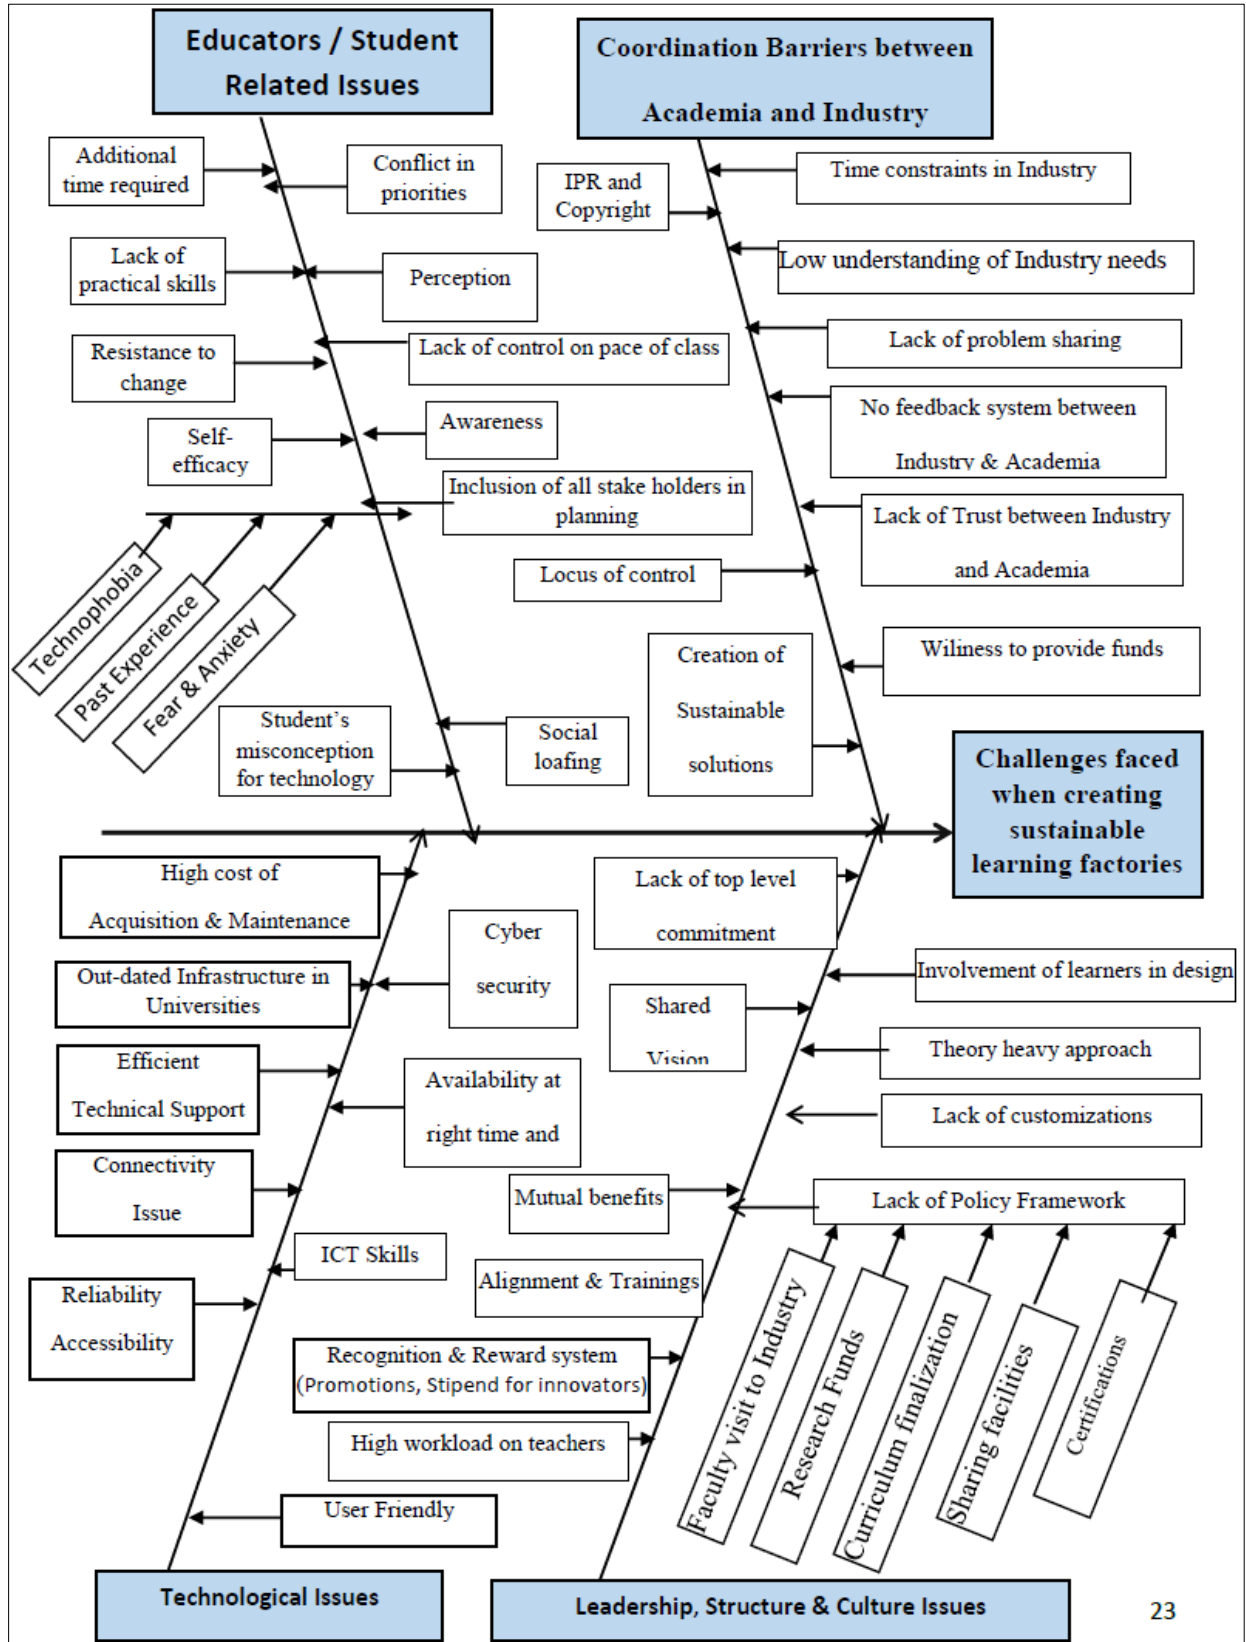 Educators / Student
Related Issues
Coordination Barriers between
Academia and Industry
Additional
time required
Conflict in
priorities
IPR and
Copyright
Time constraints in Industry
Lack of
practical skills
Perception
Low understanding of Industry needs
Resistance to
change
Lack of control on pace of class
Lack of problem sharing
Self-
efficacy
Awareness
No feedback system between
Industry & Academia
Inclusion of all stake holders in
planning
Lack of Trust between Industry
and Academia
Technophobia
Past Experience
Fear & Anxiety
Locus of control
Creation of
Sustainable
solutions
Wiliness to provide funds
Student's
misconception
for technology
Social
loafing
Challenges faced
when creating
sustainable
learning factories
High cost of
Acquisition & Maintenance
Lack of top level
commitment
Cyber
security
Out-dated Infrastructure in
Universities
Involvement of learners in design
Shared
Vision
Efficient
Technical Support
Availability at
right time and
Theory heavy approach
Lack of customizations
Connectivity
Issue
Mutual benefits
Lack of Policy Framework
ICT Skills
Alignment & Trainings
Reliability
Accessibility
Faculty visit to Industry
Research Funds
Curriculum finalization
Sharing facilities
Certifications
Recognition & Reward system
(Promotions, Stipend for innovators)
High workload on teachers
User Friendly
Technological Issues
Leadership, Structure & Culture Issues
23